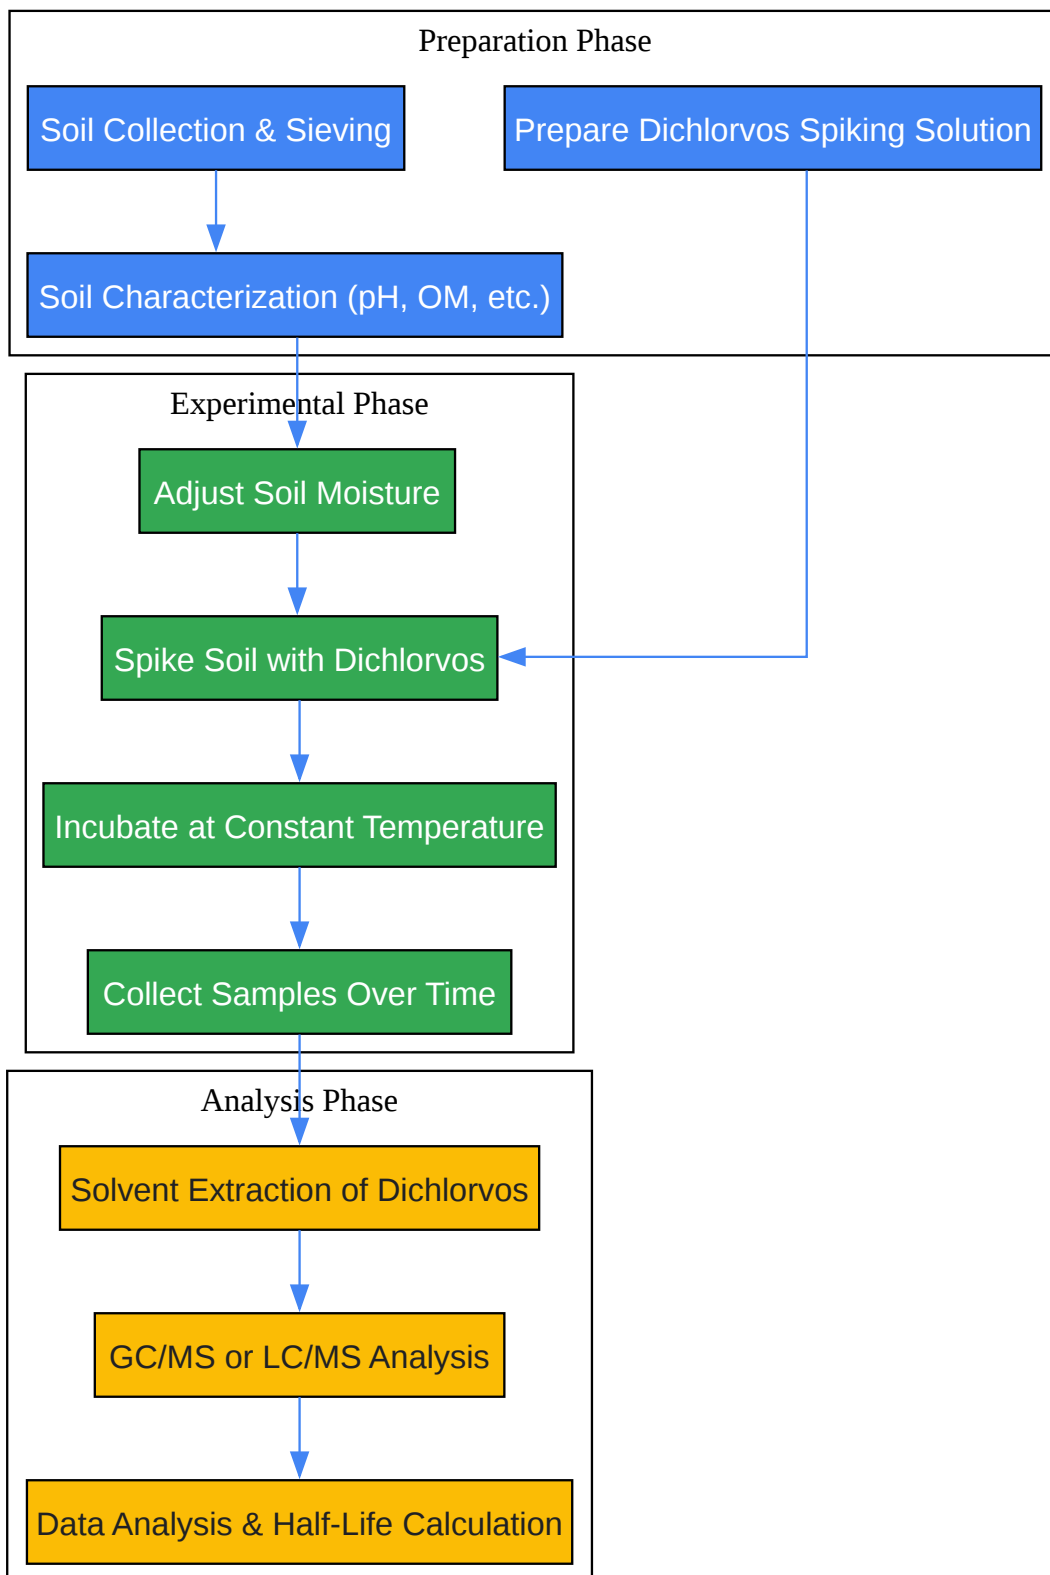 Preparation Phase
Soil Collection & Sieving
Prepare Dichlorvos Spiking Solution
Soil Characterization (pH, OM, etc.)
Experimental Phase
Adjust Soil Moisture
Spike Soil with Dichlorvos
Incubate at Constant Temperature
Collect Samples Over Time
Analysis Phase
Solvent Extraction of Dichlorvos
GC/MS or LC/MS Analysis
Data Analysis & Half-Life Calculation